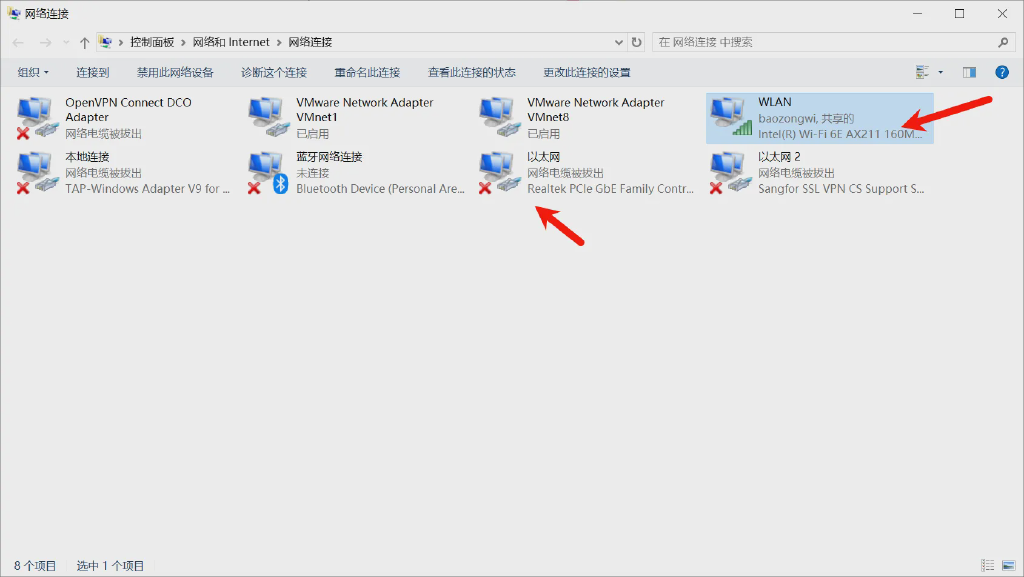 网络连接
控制面板 网络和 Internet 网络连接
在 网络连接 中搜索
组织 连接到 禁用此网络设备 诊断这个连接 重命名此连接 查看此连接的状态 更改此连接的设置
OpenVPN Connect DCO
Adapter
网络电缆被拔出
VMware Network Adapter
VMnet1
已启用
VMware Network Adapter
VMnet8
已启用
WLAN
baozongwi, 共享的
Intel(R) Wi-Fi 6E AX211 160M...
本地连接
网络电缆被拔出
TAP-Windows Adapter V9 for ...
蓝牙网络连接
未连接
Bluetooth Device (Personal Are...
以太网
网络电缆被拔出
Realtek PCIe GbE Family Contr...
以太网 2
网络电缆被拔出
Sangfor SSL VPN CS Support S...
8 个项目 选中 1 个项目